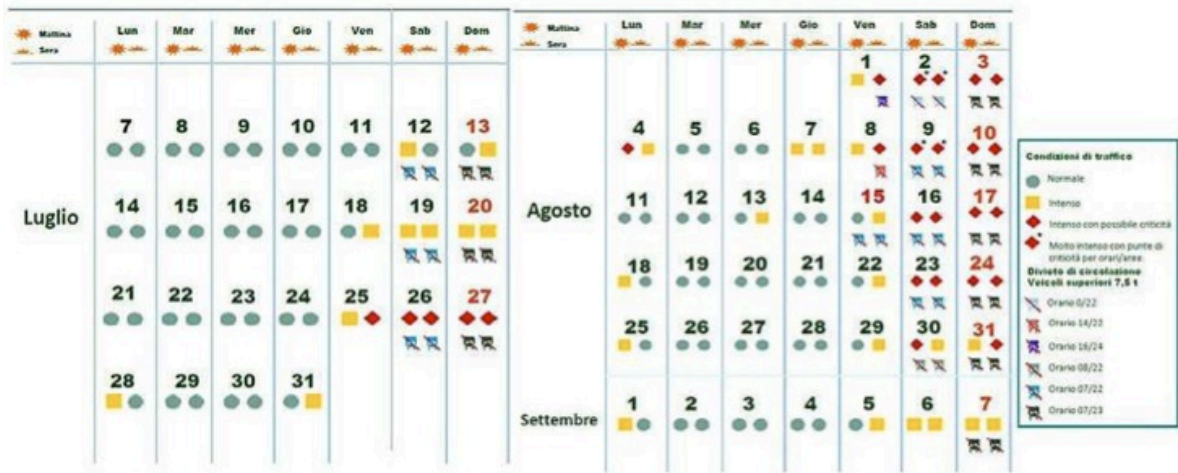 Mattina
Sera
Lun Mar Mer Gio Ven Sab Dom
7 8 9 10 11 12 13
Luglio
14 15 16 17 18 19 20
21 22 23 24 25 26 27
28 29 30 31
Mattina
Sera
Lun Mar Mer Gio Ven Sab Dom
1 2 3
4 5 6 7 8 9 10
Agosto
11 12 13 14 15 16 17
18 19 20 21 22 23 24
25 26 27 28 29 30 31
Settembre
1 2 3 4 5 6 7
Condizioni di traffico
Normale
Intenso
Intenso con possibile criticità
Molto intenso con punte di
criticità per orari/aree
Divieto di circolazione
Veicoli superiori 7,5 t
Orario 0/22
Orario 14/22
Orario 16/24
Orario 08/22
Orario 07/22
Orario 07/23